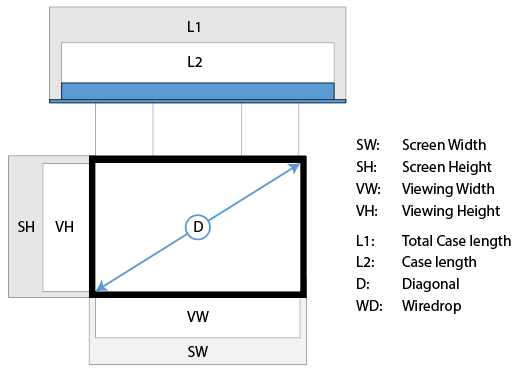 L1
L2
SH
VH
D
VW
SW
SW: Screen Width
SH: Screen Height
VW: Viewing Width
VH: Viewing Height
L1: Total Case length
L2: Case length
D: Diagonal
WD: Wiredrop